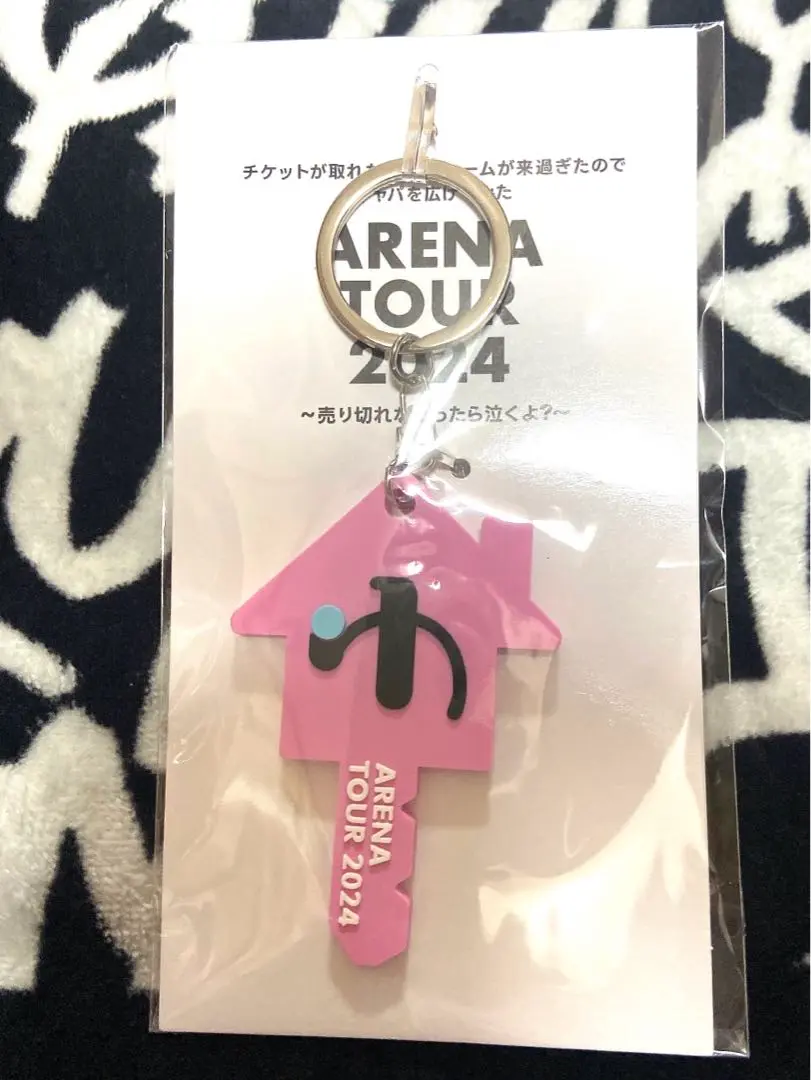 チケットが取れ ームが来過ぎたので
ャパを広げ た
ARENA
TOUR
2024
~売り切れな ったら泣くよ?~
ARENA
TOUR 2024